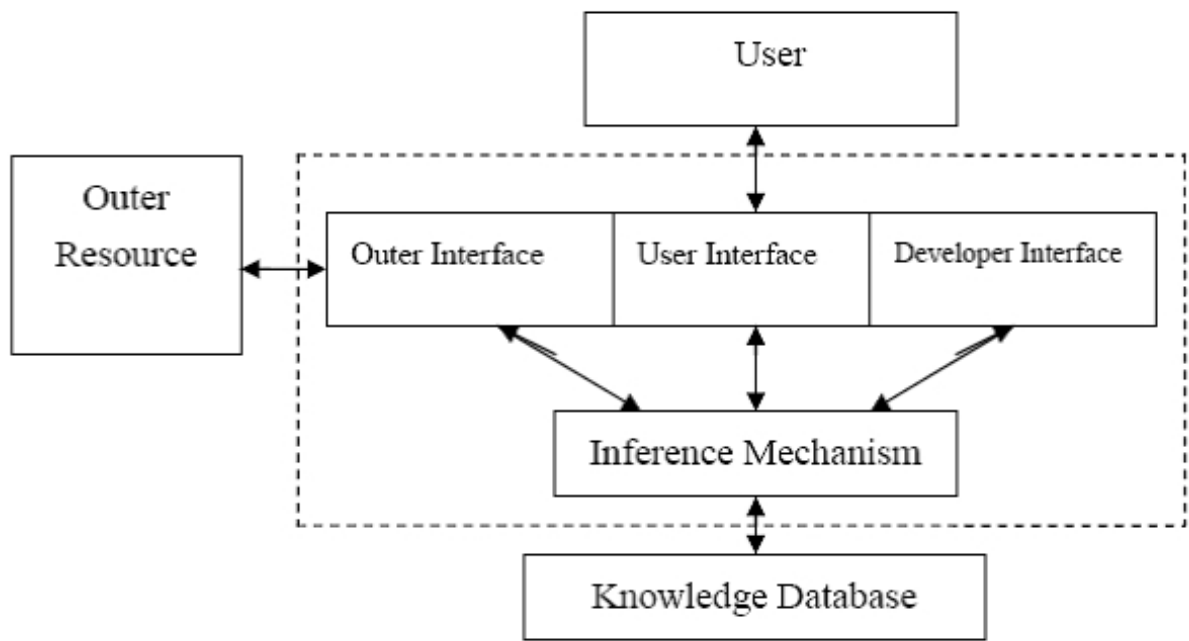 User
Outer
Resource
Outer Interface
User Interface
Developer Interface
Inference Mechanism
Knowledge Database